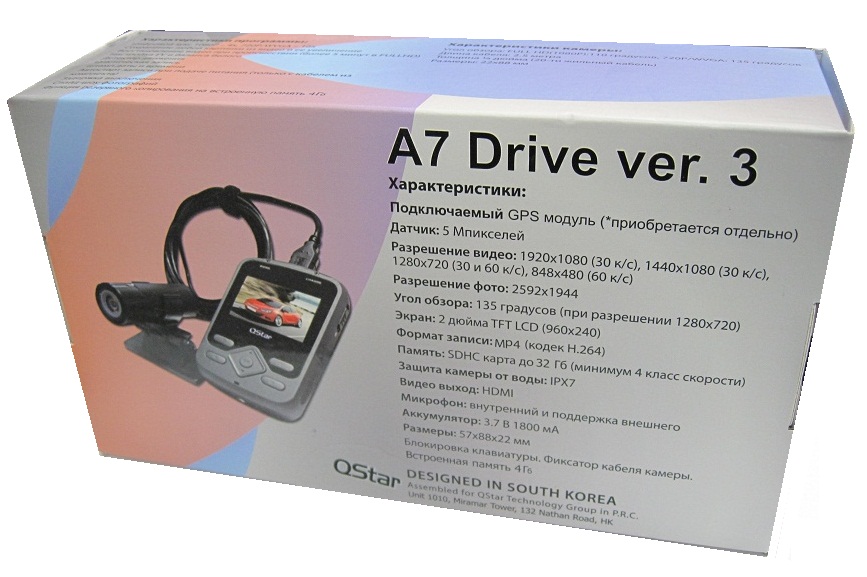 Характеристики камеры:
A7 Drive ver. 3
Характеристики:
Подключаемый GPS модуль (*приобретается отдельно)
Датчик: 5 Мпикселей
Разрешение видео: 1920x1080 (30 к/с), 1440x1080 (30 к/с),
1280x720 (30 и 60 к/с), 848x480 (60 к/с)
Разрешение фото: 2592x1944
Угол обзора: 135 градусов (при разрешении 1280x720)
Экран: 2 дюйма TFT LCD (960x240)
Формат записи: MP4 (кодек H.264)
Память: SDHC карта до 32 Гб (минимум 4 класс скорости)
Защита камеры от воды: IPX7
Видео выход: HDMI
Микрофон: внутренний и поддержка внешнего
Аккумулятор: 3.7 В 1800 мА
Размеры: 57x88x22 мм
Блокировка клавиатуры. Фиксатор кабеля камеры.
Встроенная память 4Гб
QStar
QStar
DESIGNED IN SOUTH KOREA
Assembled for QStar Technology Group in P.R.C.
Unit 1010, Miramar Tower, 132 Nathan Road, HK